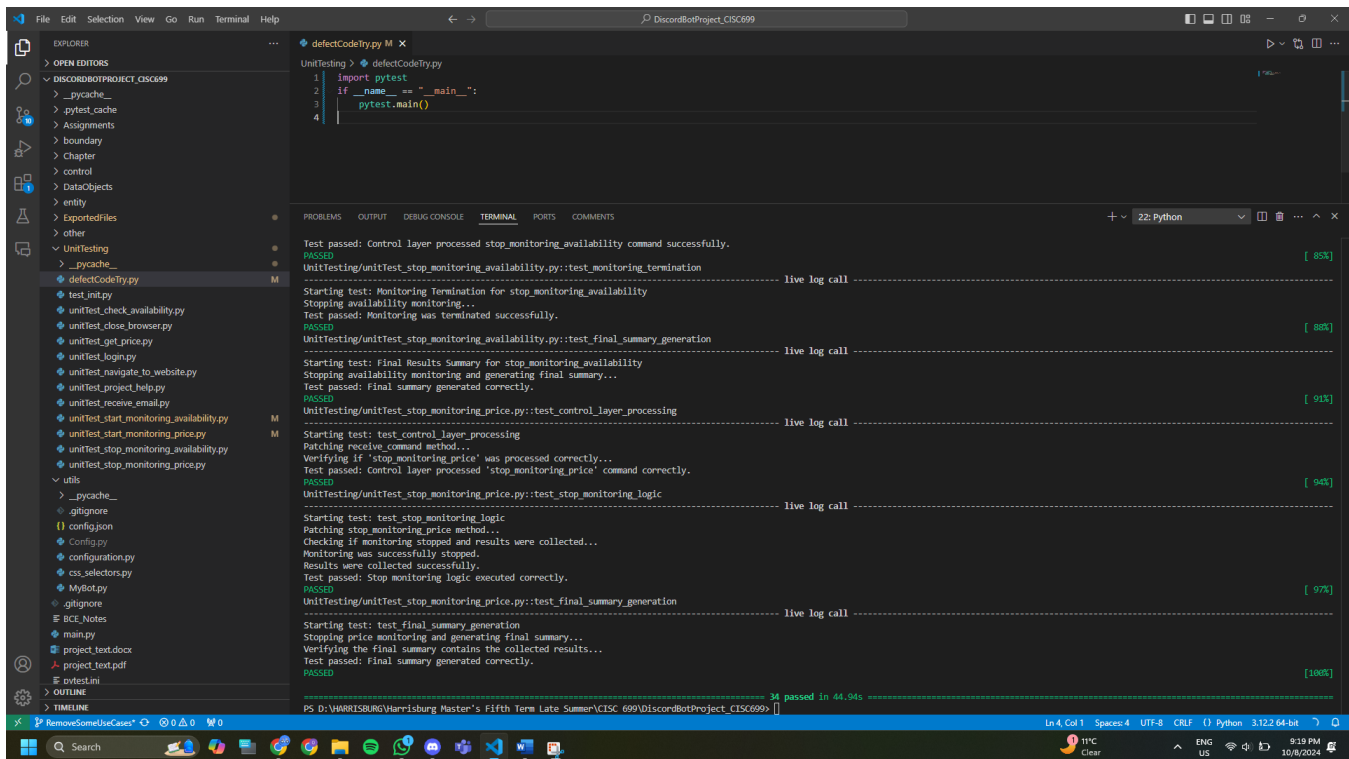 File Edit Selection View Go Run Terminal Help
DiscordBotProject_CISC699
EXPLORER
OPEN EDITORS
DISCORDBOTPROJECT_CISC699
__pycache__
.pytest_cache
Assignments
boundary
Chapter
control
DataObjects
entity
ExportedFiles
other
UnitTesting
__pycache__
defectCodeTry.py M
test_init.py
unitTest_check_availability.py
unitTest_close_browser.py
unitTest_get_price.py
unitTest_login.py
unitTest_navigate_to_website.py
unitTest_project_help.py
unitTest_receive_email.py
unitTest_start_monitoring_availability.py M
unitTest_start_monitoring_price.py M
unitTest_stop_monitoring_availability.py
unitTest_stop_monitoring_price.py
utils
__pycache__
.gitignore
config.json
Config.py
configuration.py
css_selectors.py
MyBot.py
.gitignore
BCE_Notes
main.py
project_text.docx
project_text.pdf
pytest.ini
OUTLINE
TIMELINE
10
1
defectCodeTry.py M
UnitTesting > defectCodeTry.py
1 import pytest
2 if __name__ == "__main__":
3 pytest.main()
4
PROBLEMS OUTPUT DEBUG CONSOLE TERMINAL PORTS COMMENTS
22: Python
Test passed: Control layer processed stop_monitoring_availability command successfully.
PASSED [ 85%]
UnitTesting/unitTest_stop_monitoring_availability.py::test_monitoring_termination
live log call
Starting test: Monitoring Termination for stop_monitoring_availability
Stopping availability monitoring...
Test passed: Monitoring was terminated successfully.
PASSED [ 88%]
UnitTesting/unitTest_stop_monitoring_availability.py::test_final_summary_generation
live log call
Starting test: Final Results Summary for stop_monitoring_availability
Stopping availability monitoring and generating final summary...
Test passed: Final summary generated correctly.
PASSED [ 91%]
UnitTesting/unitTest_stop_monitoring_price.py::test_control_layer_processing
live log call
Starting test: test_control_layer_processing
Patching receive_command method...
Verifying if 'stop_monitoring_price' was processed correctly...
Test passed: Control layer processed 'stop_monitoring_price' command correctly.
PASSED [ 94%]
UnitTesting/unitTest_stop_monitoring_price.py::test_stop_monitoring_logic
live log call
Starting test: test_stop_monitoring_logic
Patching stop_monitoring_price method...
Checking if monitoring stopped and results were collected...
Monitoring was successfully stopped.
Results were collected successfully.
Test passed: Stop monitoring logic executed correctly.
PASSED [ 97%]
UnitTesting/unitTest_stop_monitoring_price.py::test_final_summary_generation
live log call
Starting test: test_final_summary_generation
Stopping price monitoring and generating final summary...
Verifying the final summary contains the collected results...
Test passed: Final summary generated correctly.
PASSED [100%]
34 passed in 44.94s
PS D:\HARRISBURG\Harrisburg Master's Fifth Term Late Summer\CISC 699\DiscordBotProject_CISC699>
RemoveSomeUseCases* 0 0 0 Ln 4, Col 1 Spaces: 4 UTF-8 CRLF Python 3.12.2 64-bit
Search
1 11°C
Clear
ENG
US
9:19 PM
10/8/2024